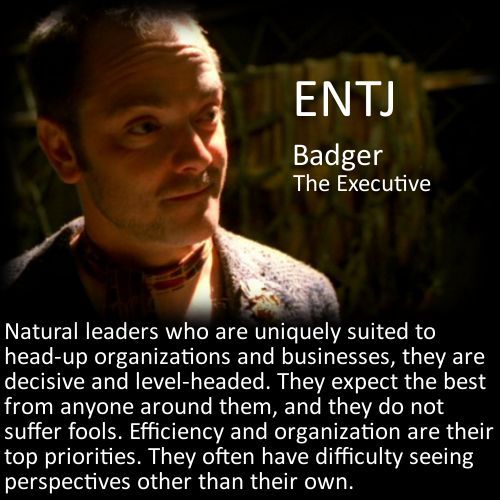 ENTJ
Badger
The Executive
Natural leaders who are uniquely suited to
head-up organizations and businesses, they are
decisive and level-headed. They expect the best
from anyone around them, and they do not
suffer fools. Efficiency and organization are their
top priorities. They often have difficulty seeing
perspectives other than their own.